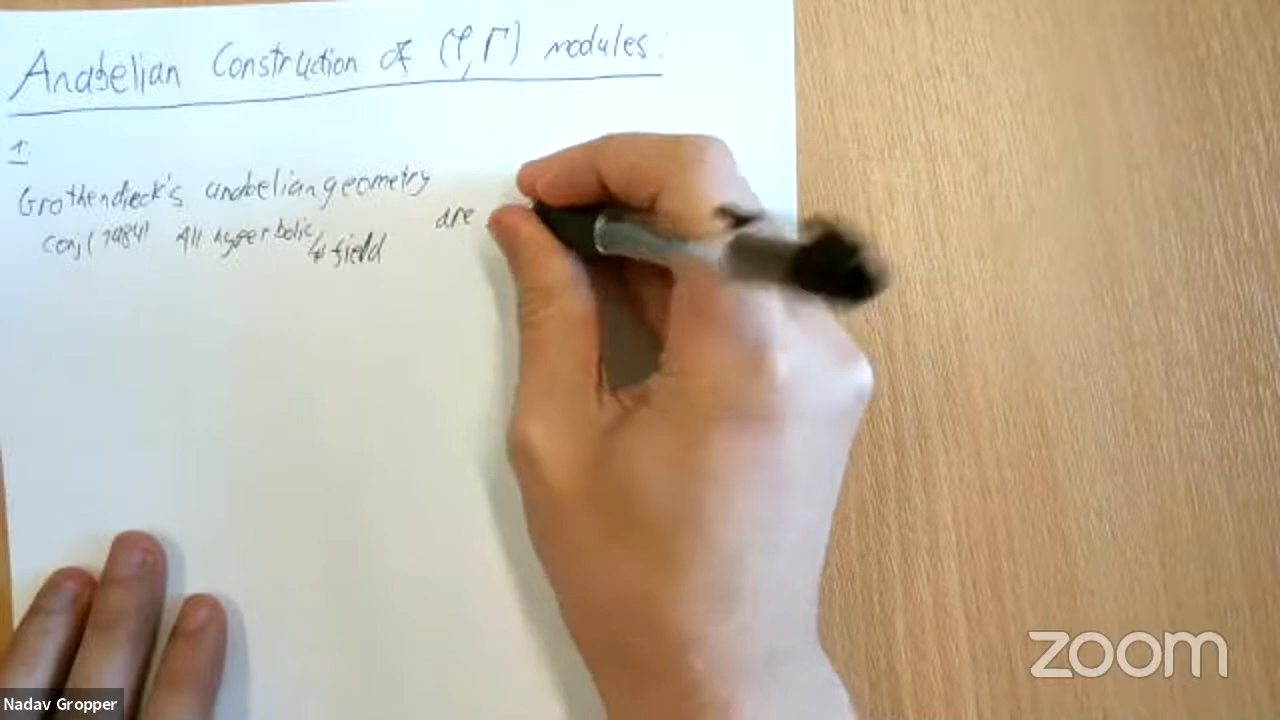 Anabelian Construction of (φ,Γ) modules.
1.
Grothendieck's anabelian geometry
Conj (1984) All hyperbolic field are
Nadav Gropper
zoom